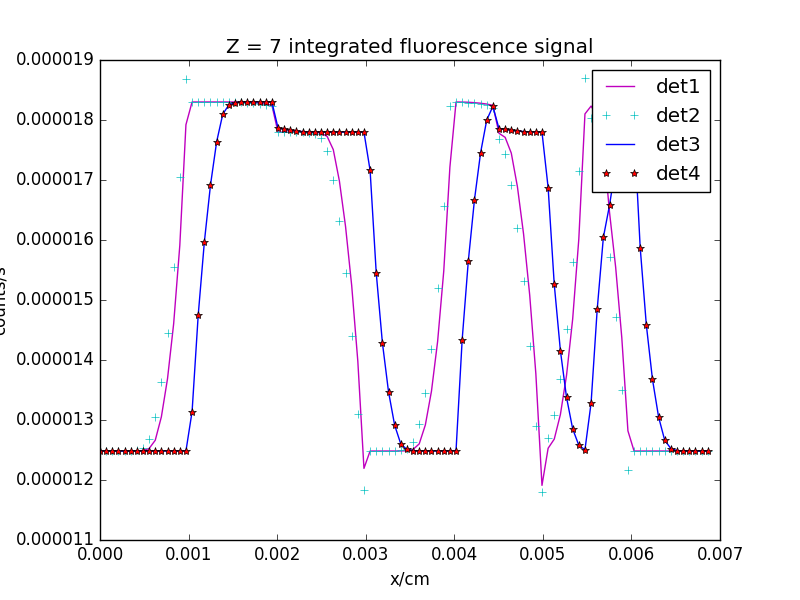 Z = 7 integrated fluorescence signal
0.000019
0.000018
0.000017
0.000016
0.000015
0.000014
0.000013
0.000012
0.000011
counts/s
det1
det2
det3
det4
0.000 0.001 0.002 0.003 0.004 0.005 0.006 0.007
x/cm